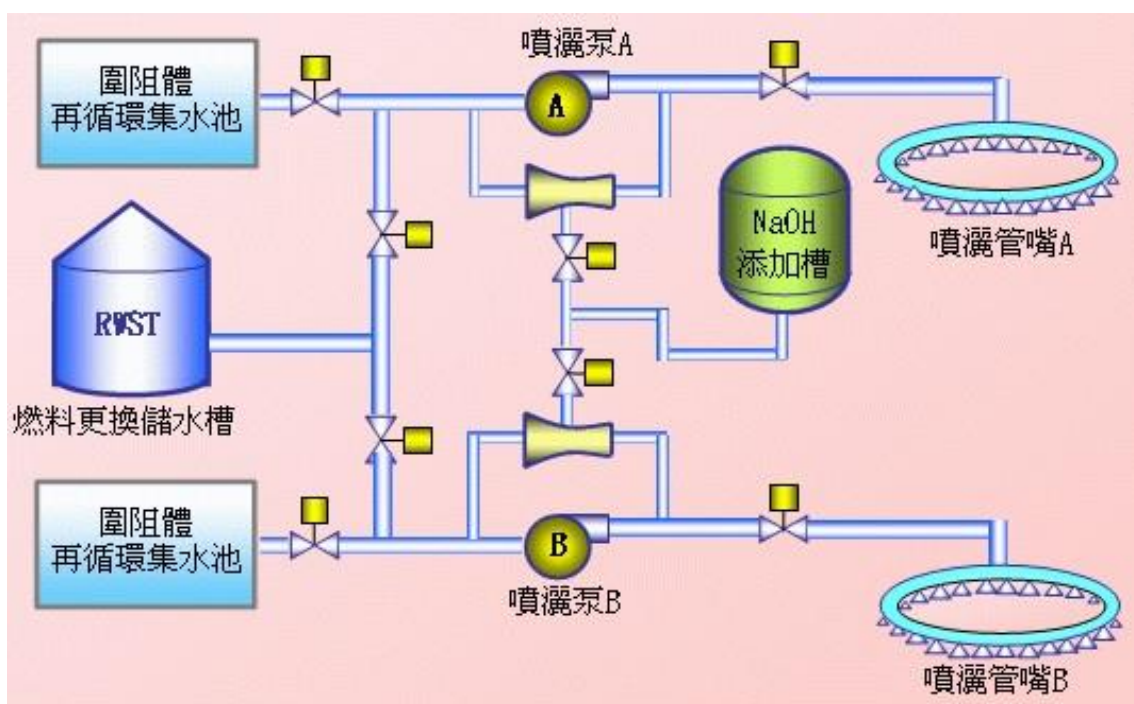 噴灑泵A
圍阻體
再循環集水池
A
NaOH
添加槽
噴灑管嘴A
RWST
燃料更換儲水槽
圍阻體
再循環集水池
B
噴灑泵B
噴灑管嘴B